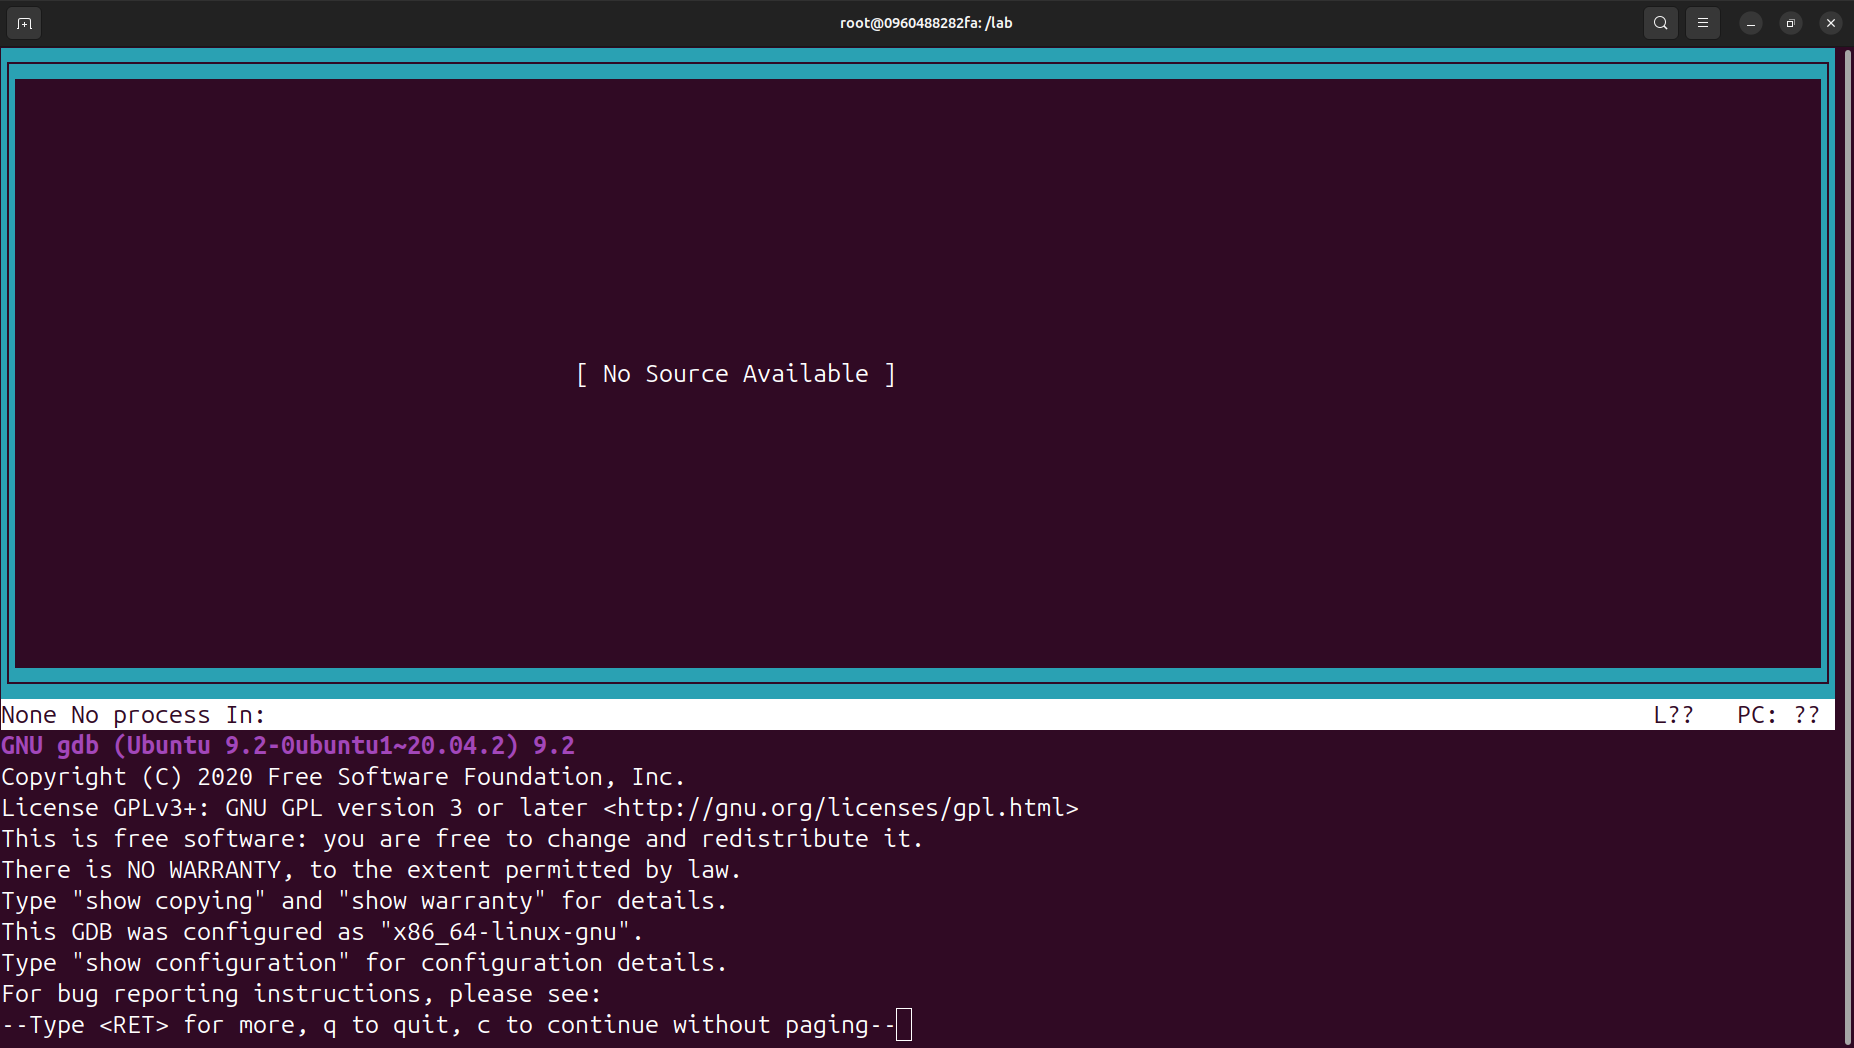 root@0960488282fa: /lab
[ No Source Available ]
None No process In: L?? PC: ??
GNU gdb (Ubuntu 9.2-0ubuntu1~20.04.2) 9.2
Copyright (C) 2020 Free Software Foundation, Inc.
License GPLv3+: GNU GPL version 3 or later <http://gnu.org/licenses/gpl.html>
This is free software: you are free to change and redistribute it.
There is NO WARRANTY, to the extent permitted by law.
Type "show copying" and "show warranty" for details.
This GDB was configured as "x86_64-linux-gnu".
Type "show configuration" for configuration details.
For bug reporting instructions, please see:
--Type <RET> for more, q to quit, c to continue without paging--